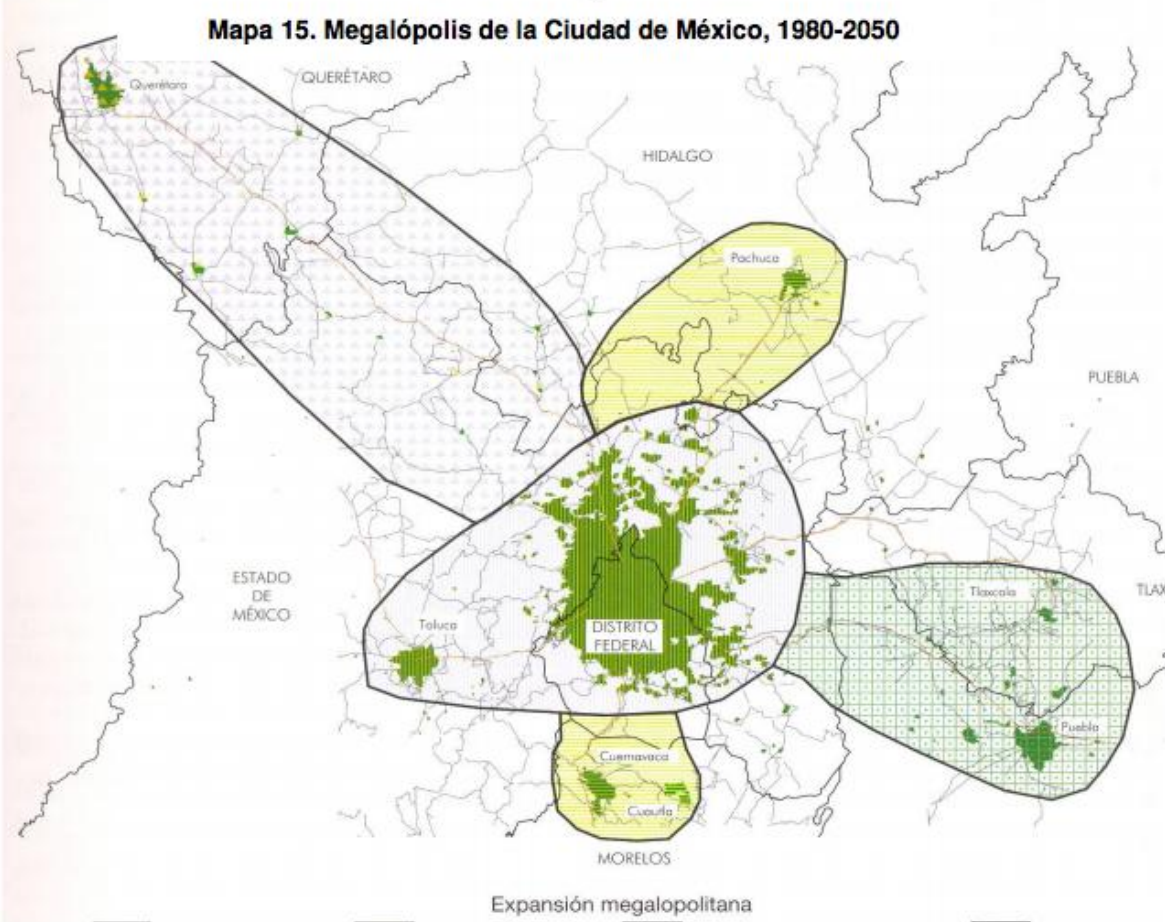 Mapa 15. Megalópolis de la Ciudad de México, 1980-2050
Querétaro
QUERÉTARO
HIDALGO
Pachuca
PUEBLA
ESTADO
DE
MÉXICO
Toluca
DISTRITO
FEDERAL
Tlaxcala
TLAX
Puebla
Cuernavaca
Cuautla
MORELOS
Expansión megalopolitana